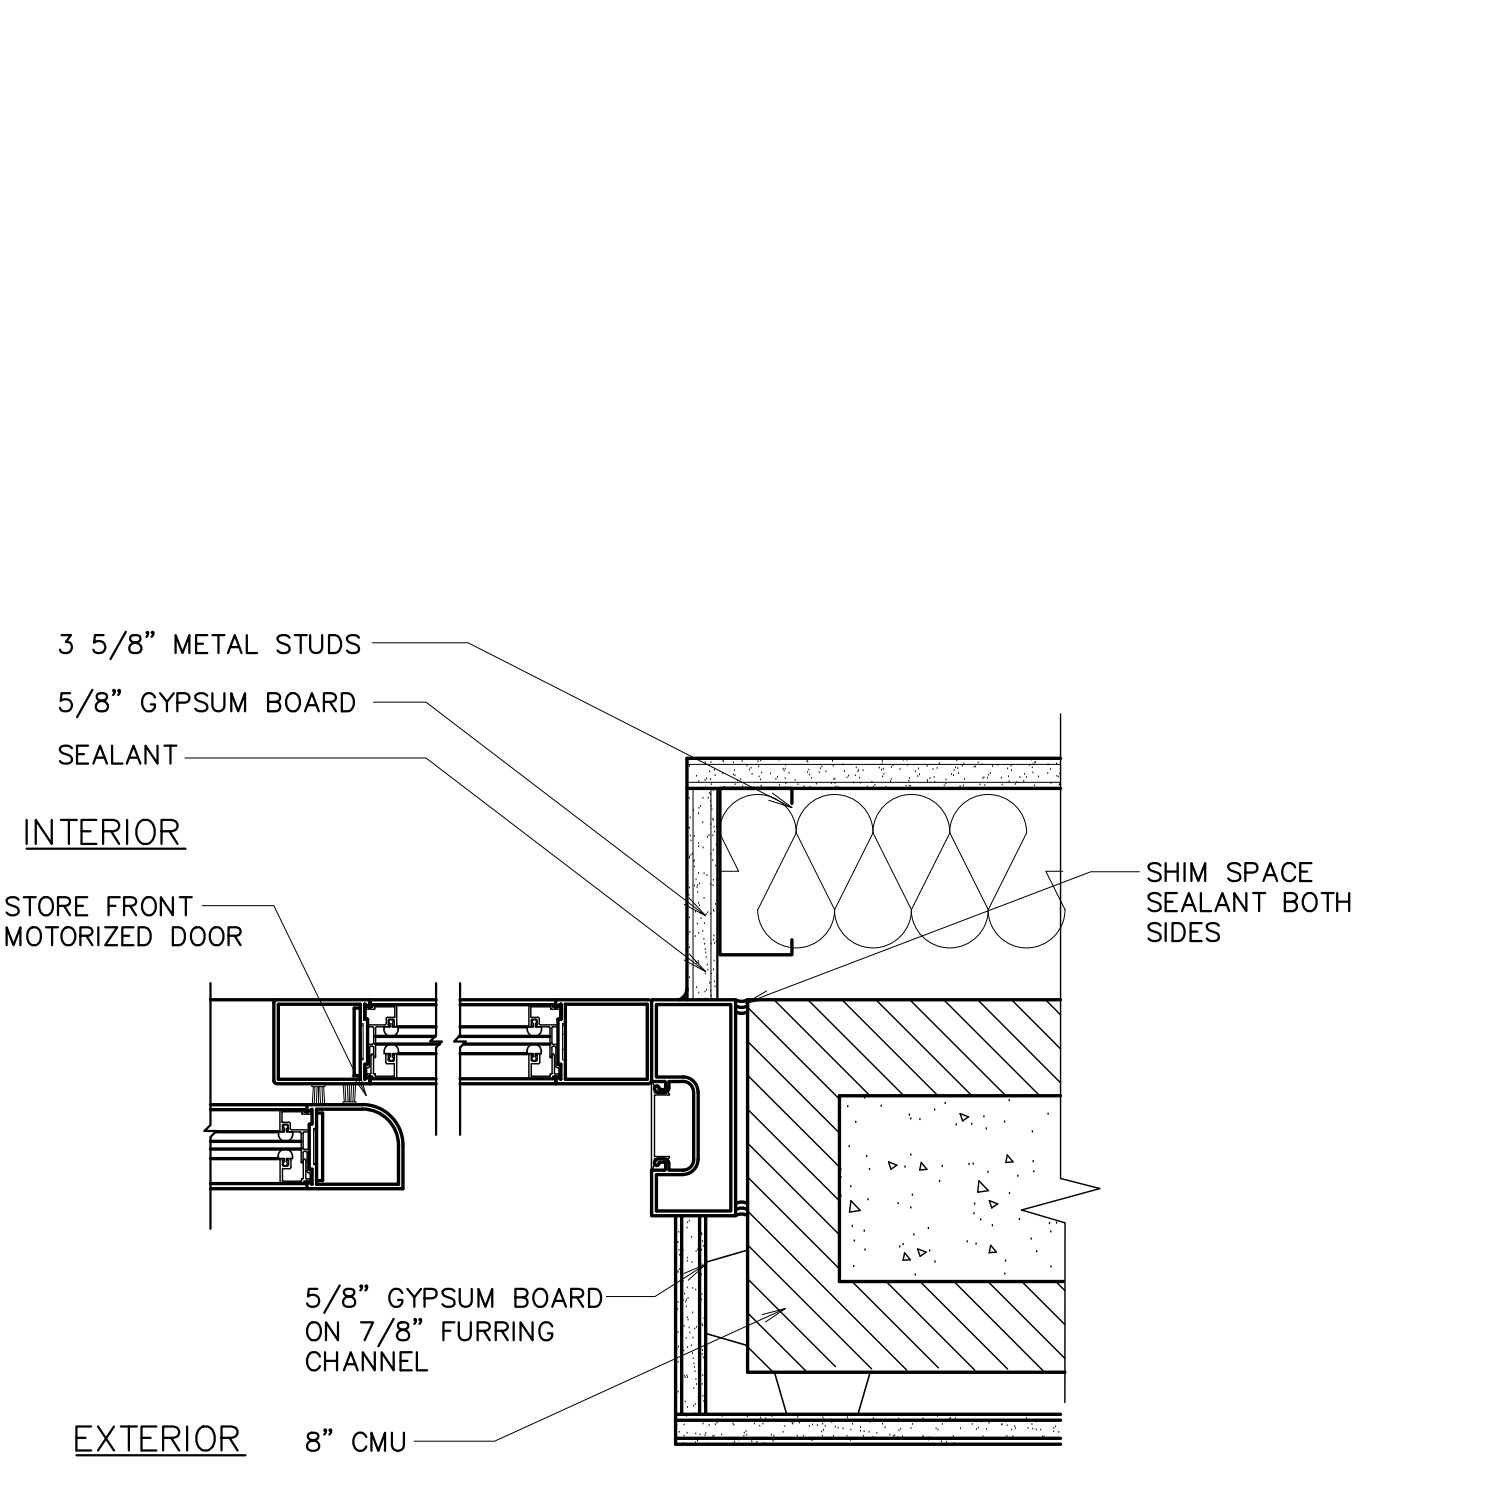 3 5/8” METAL STUDS
5/8” GYPSUM BOARD
SEALANT
INTERIOR
STORE FRONT
MOTORIZED DOOR
SHIM SPACE
SEALANT BOTH
SIDES
5/8” GYPSUM BOARD
ON 7/8” FURRING
CHANNEL
EXTERIOR
8” CMU